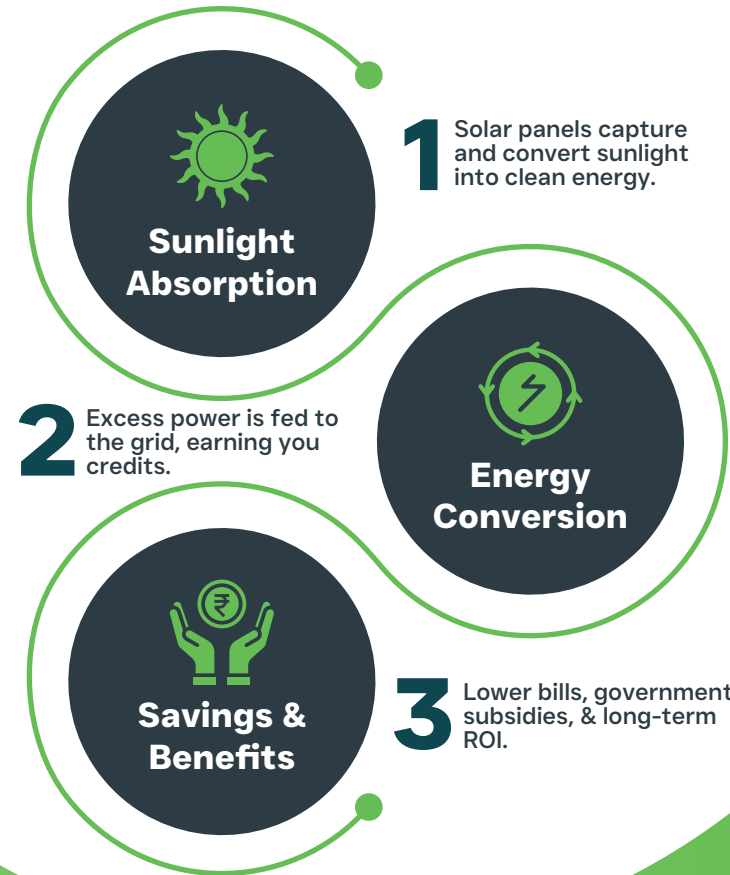 Sunlight
Absorption
1
Solar panels capture
and convert sunlight
into clean energy.
2
Excess power is fed to
the grid, earning you
credits.
Energy
Conversion
₹
Savings &
Benefits
3
Lower bills, government
subsidies, & long-term
ROI.